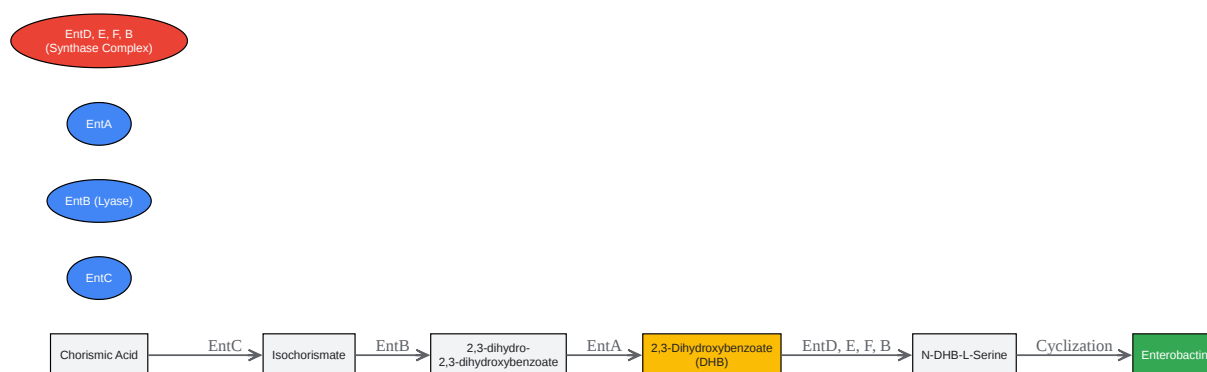 EntD, E, F, B
(Synthase Complex)
EntA
EntB (Lyase)
EntC
Chorismic Acid
EntC
Isochorismate
EntB
2,3-dihydro-
2,3-dihydroxybenzoate
EntA
2,3-Dihydroxybenzoate
(DHB)
EntD, E, F, B
N-DHB-L-Serine
Cyclization
Enterobactin